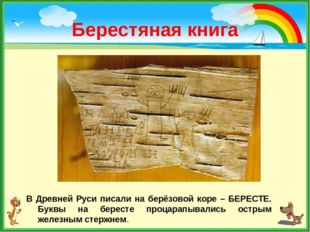 Берестяная книга
В Древней Руси писали на берёзовой коре – БЕРЕСТЕ.
Буквы на бересте процарапывались острым
железным стержнем.